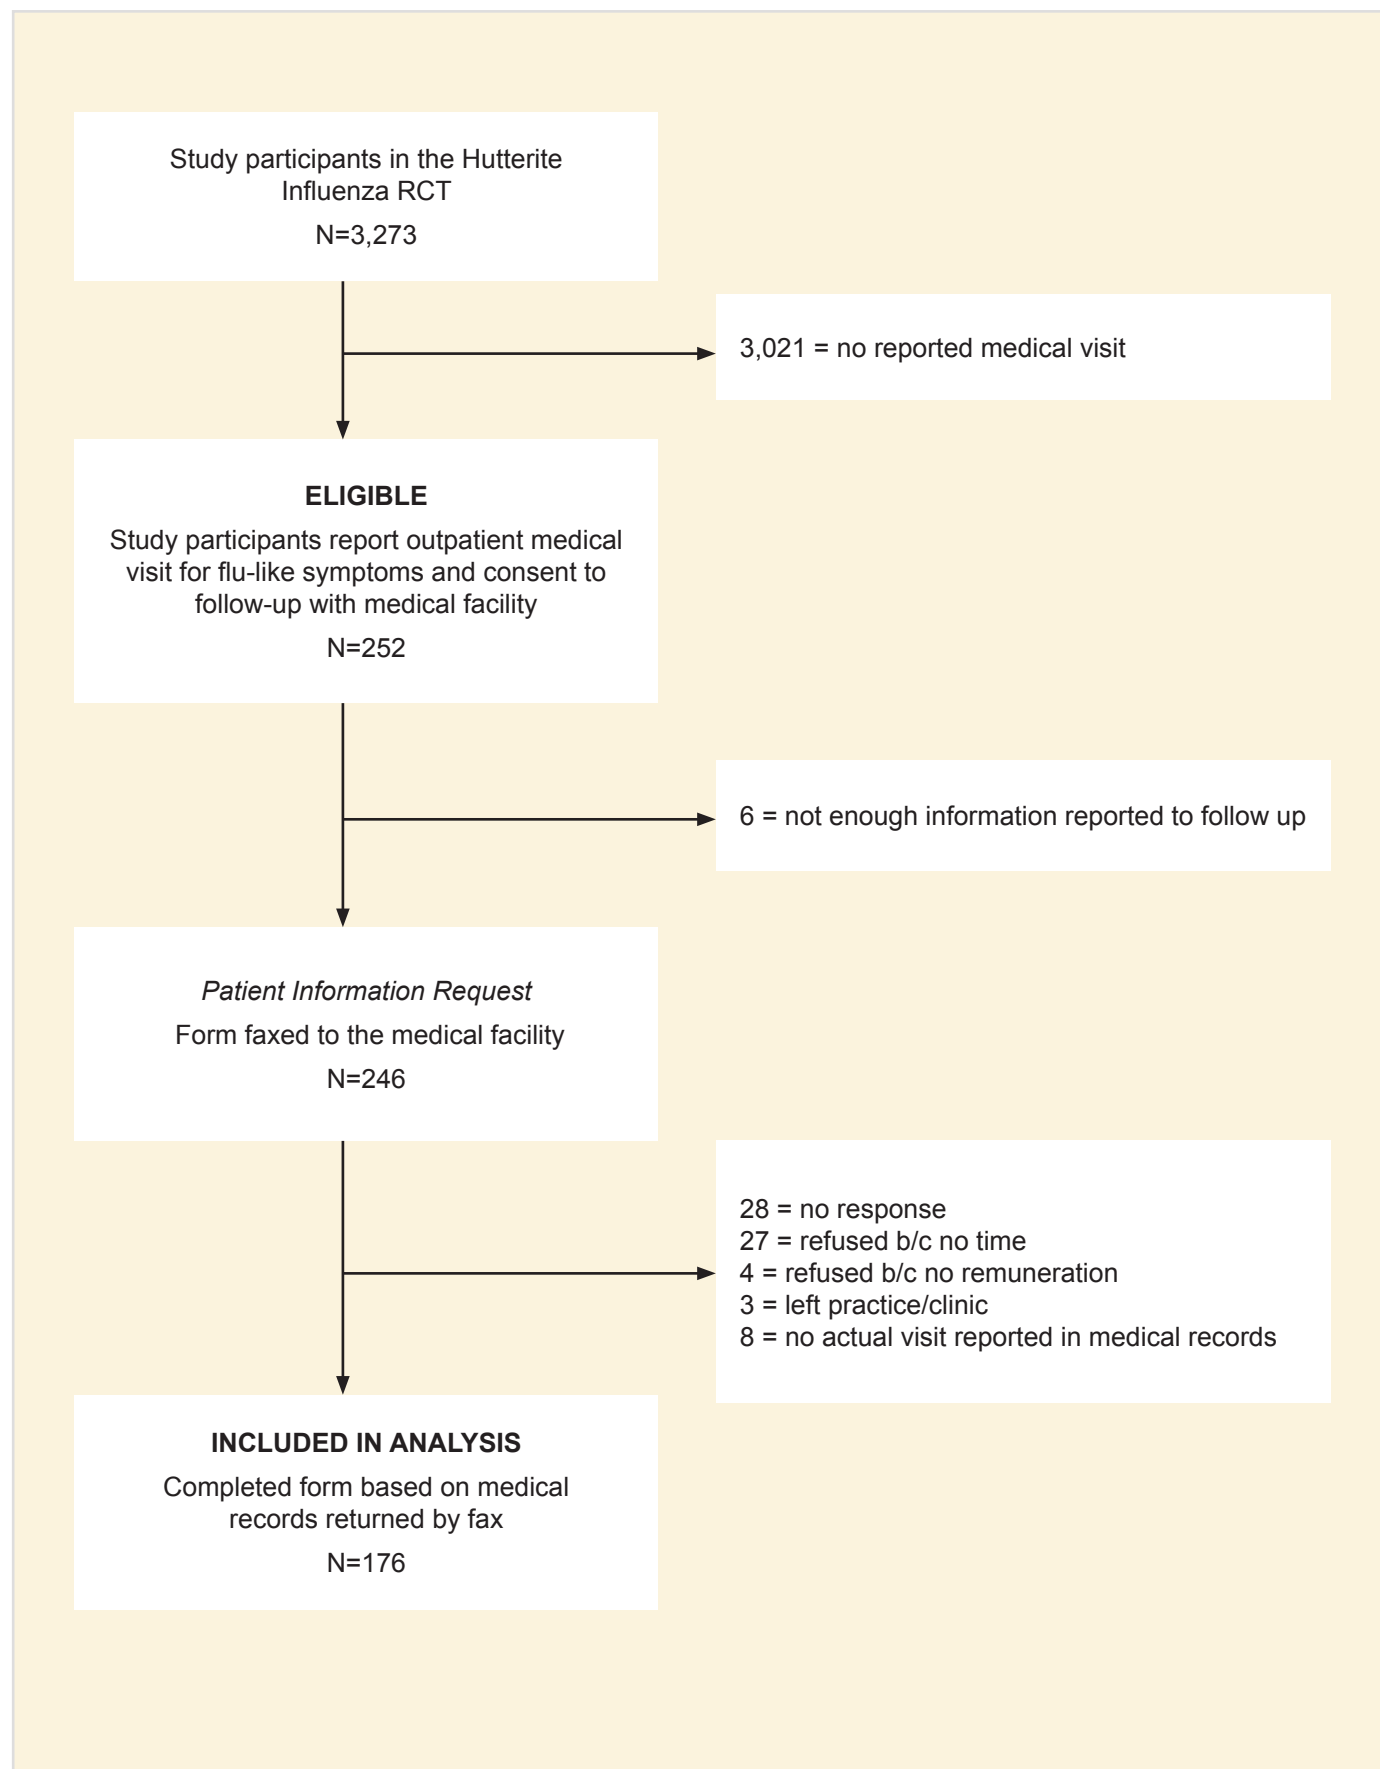 Study participants in the Hutterite
Influenza RCT
N=3,273
3,021 = no reported medical visit
ELIGIBLE
Study participants report outpatient medical
visit for flu-like symptoms and consent to
follow-up with medical facility
N=252
6 = not enough information reported to follow up
Patient Information Request
Form faxed to the medical facility
N=246
28 = no response
27 = refused b/c no time
4 = refused b/c no remuneration
3 = left practice/clinic
8 = no actual visit reported in medical records
INCLUDED IN ANALYSIS
Completed form based on medical
records returned by fax
N=176